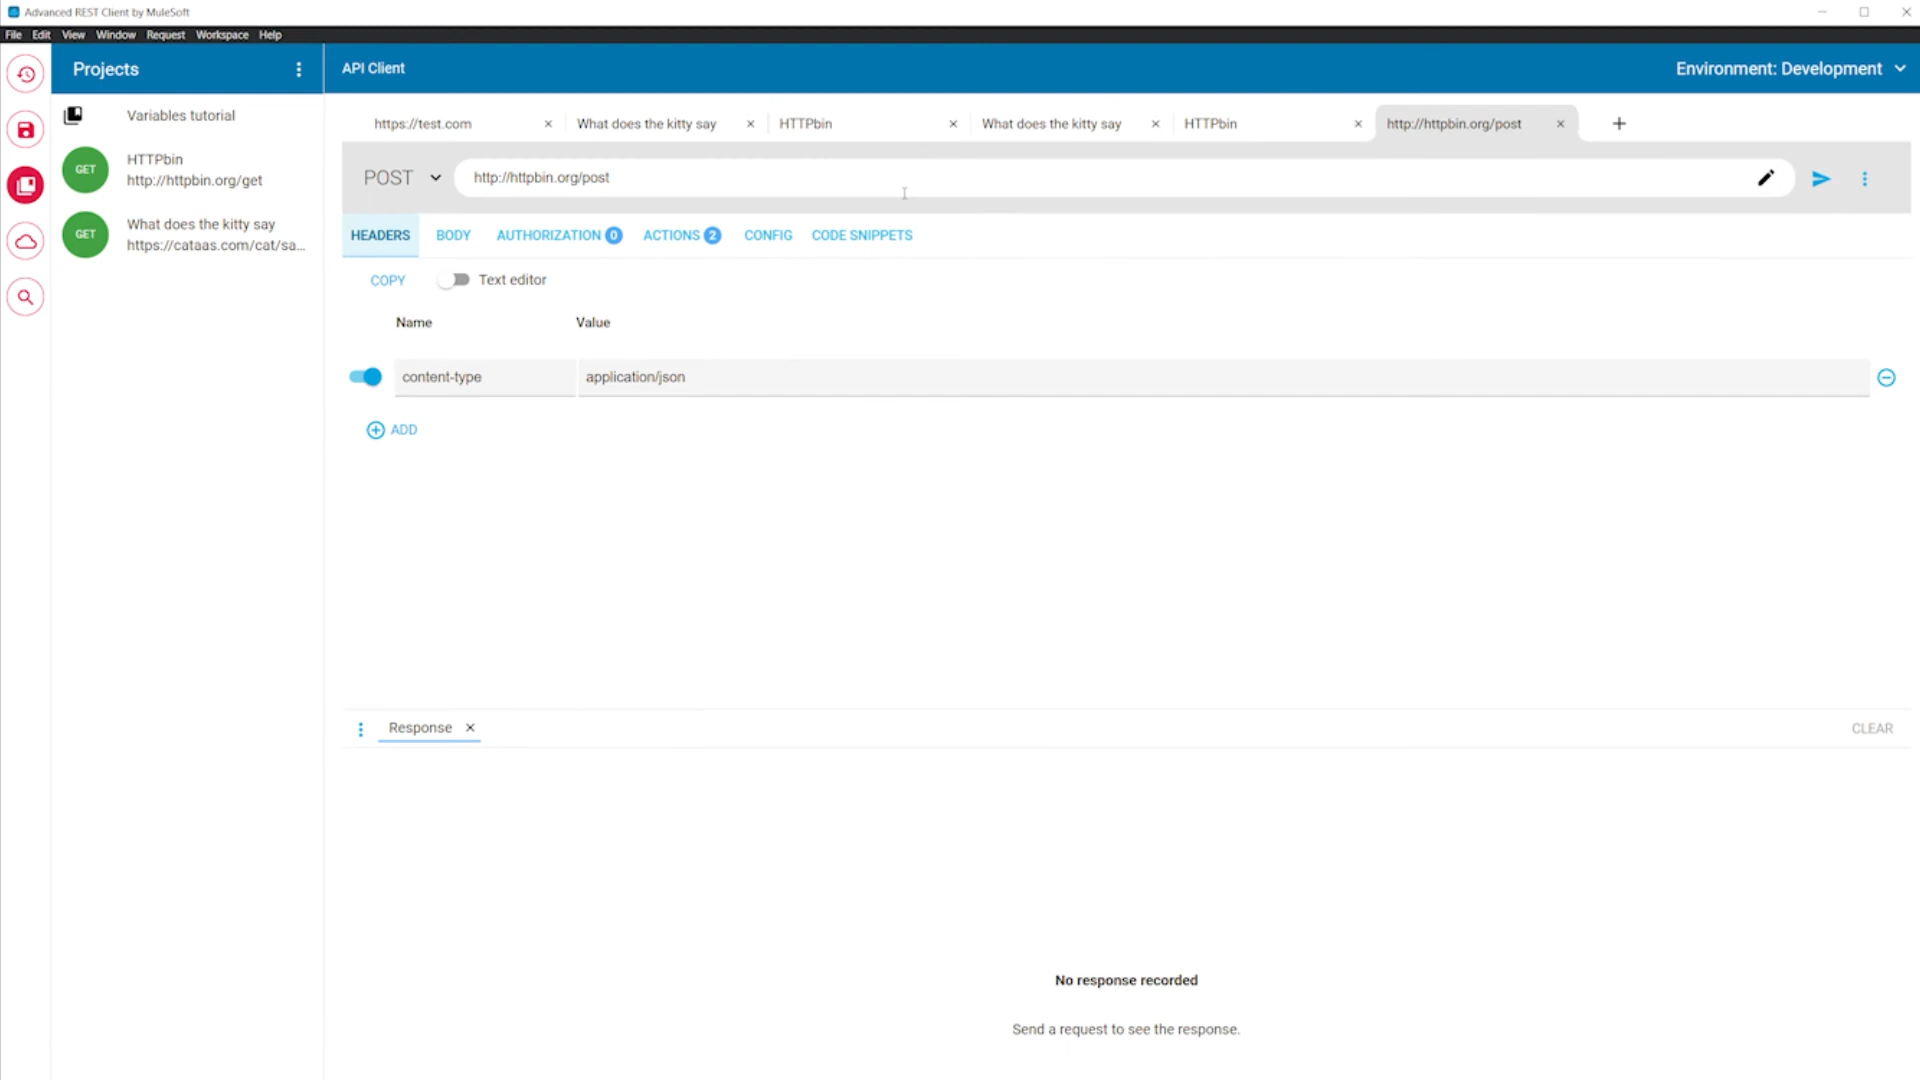 Advanced REST Client by MuleSoft
File Edit View Window Request Workspace Help
Projects
API Client
Environment: Development
Variables tutorial
HTTPbin
http://httpbin.org/get
GET
What does the kitty say
https://cataas.com/cat/sa...
GET
https://test.com
What does the kitty say
HTTPbin
What does the kitty say
HTTPbin
http://httpbin.org/post
POST
http://httpbin.org/post
HEADERS BODY AUTHORIZATION 0 ACTIONS 2 CONFIG CODE SNIPPETS
COPY Text editor
Name Value
content-type application/json
ADD
Response CLEAR
No response recorded
Send a request to see the response.